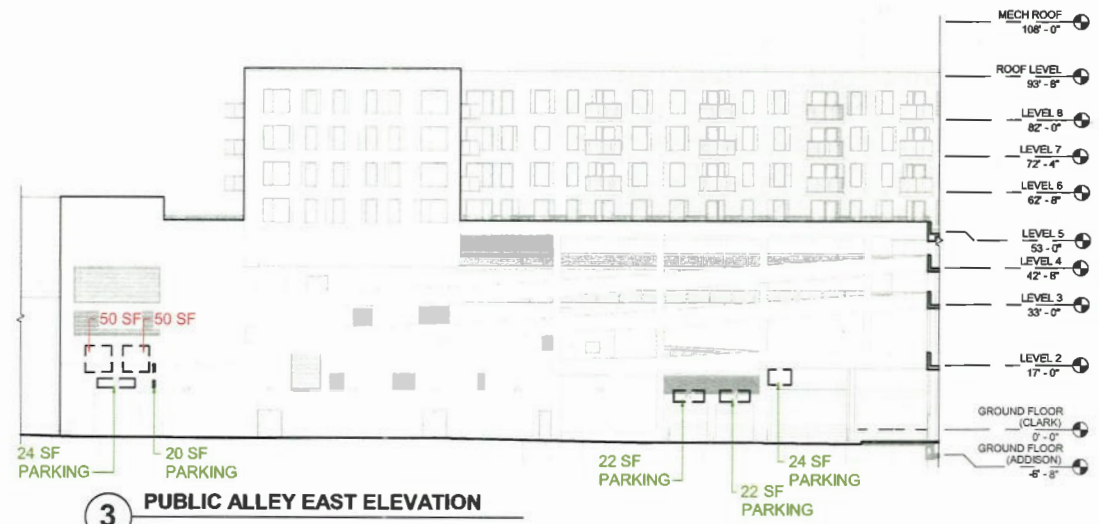 MECH ROOF
108' - 0"
ROOF LEVEL
93' - 8"
LEVEL 8
82' - 0"
LEVEL 7
72' - 4"
LEVEL 6
62' - 8"
LEVEL 5
53 - 0"
LEVEL 4
42' - 8"
LEVEL 3
33' - 0"
50 SF 50 SF
LEVEL 2
17' - 0"
GROUND FLOOR
(CLARK)
0' - 0"
GROUND FLOOR
(ADDISON)
-6' - 8"
24 SF
PARKING
20 SF
PARKING
22 SF
PARKING
22 SF
PARKING
24 SF
PARKING
3 PUBLIC ALLEY EAST ELEVATION